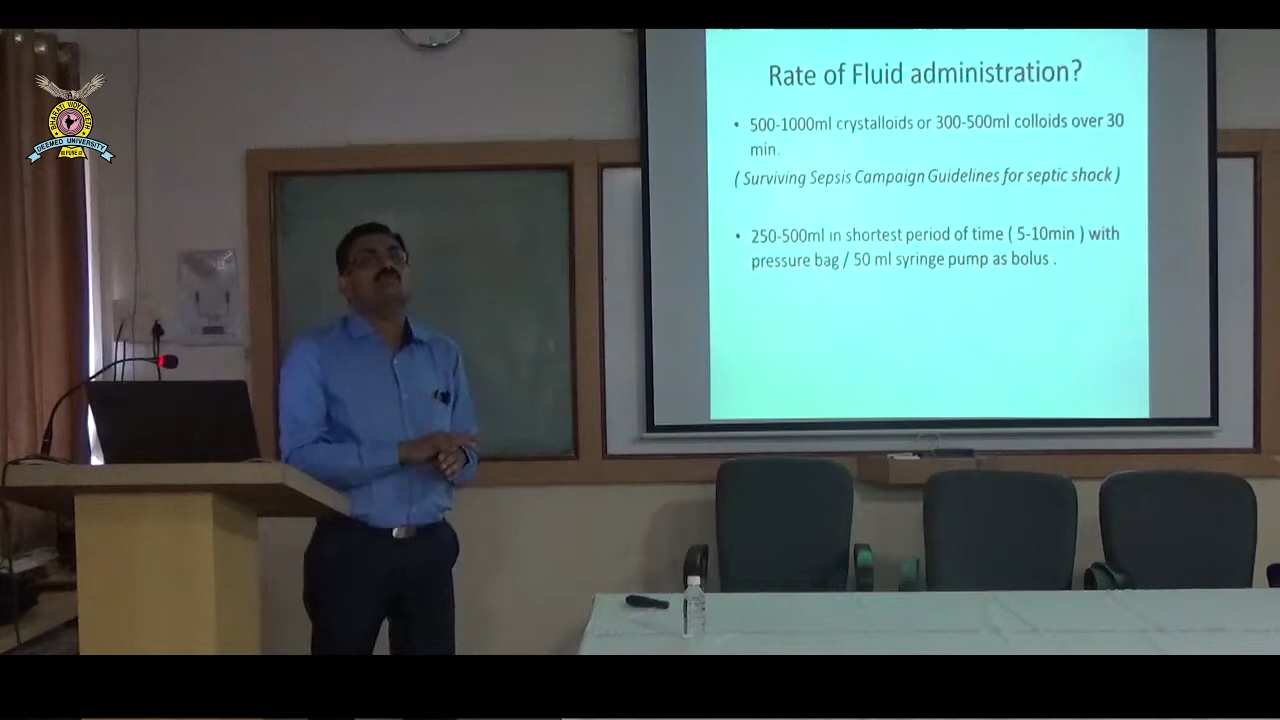 BHARATI VIDYAPEETH
DEEMED UNIVERSITY
Rate of Fluid administration?
• 500-1000ml crystalloids or 300-500ml colloids over 30
min.
( Surviving Sepsis Campaign Guidelines for septic shock )
• 250-500ml in shortest period of time ( 5-10min ) with
pressure bag / 50 ml syringe pump as bolus .